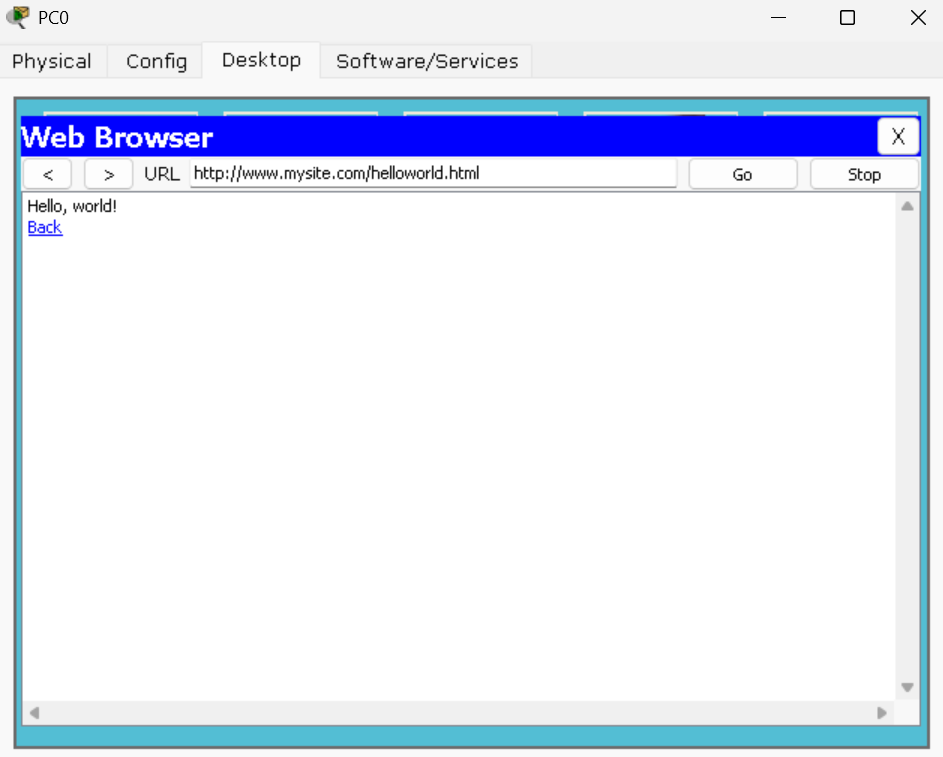 PC0
Physical Config Desktop Software/Services
Web Browser X
< > URL http://www.mysite.com/helloworld.html Go Stop
Hello, world!
Back